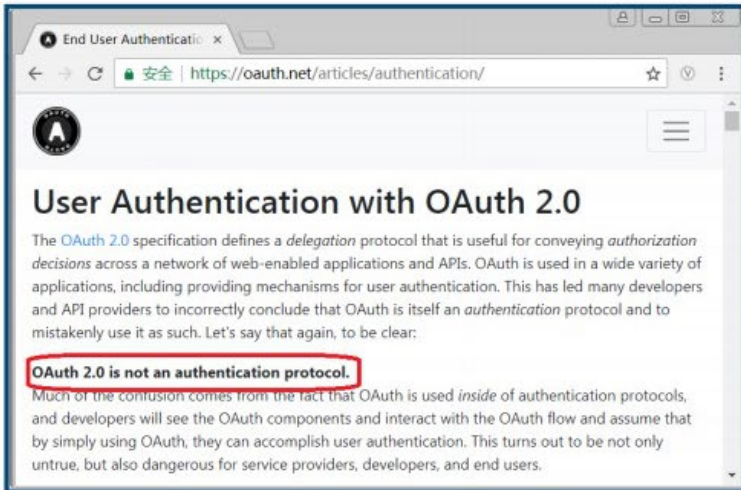 End User Authenticatio
安全 | https://oauth.net/articles/authentication/
User Authentication with OAuth 2.0
The OAuth 2.0 specification defines a delegation protocol that is useful for conveying authorization
decisions across a network of web-enabled applications and APIs. OAuth is used in a wide variety of
applications, including providing mechanisms for user authentication. This has led many developers
and API providers to incorrectly conclude that OAuth is itself an authentication protocol and to
mistakenly use it as such. Let's say that again, to be clear:
OAuth 2.0 is not an authentication protocol.
Much of the confusion comes from the fact that OAuth is used inside of authentication protocols,
and developers will see the OAuth components and interact with the OAuth flow and assume that
by simply using OAuth, they can accomplish user authentication. This turns out to be not only
untrue, but also dangerous for service providers, developers, and end users.